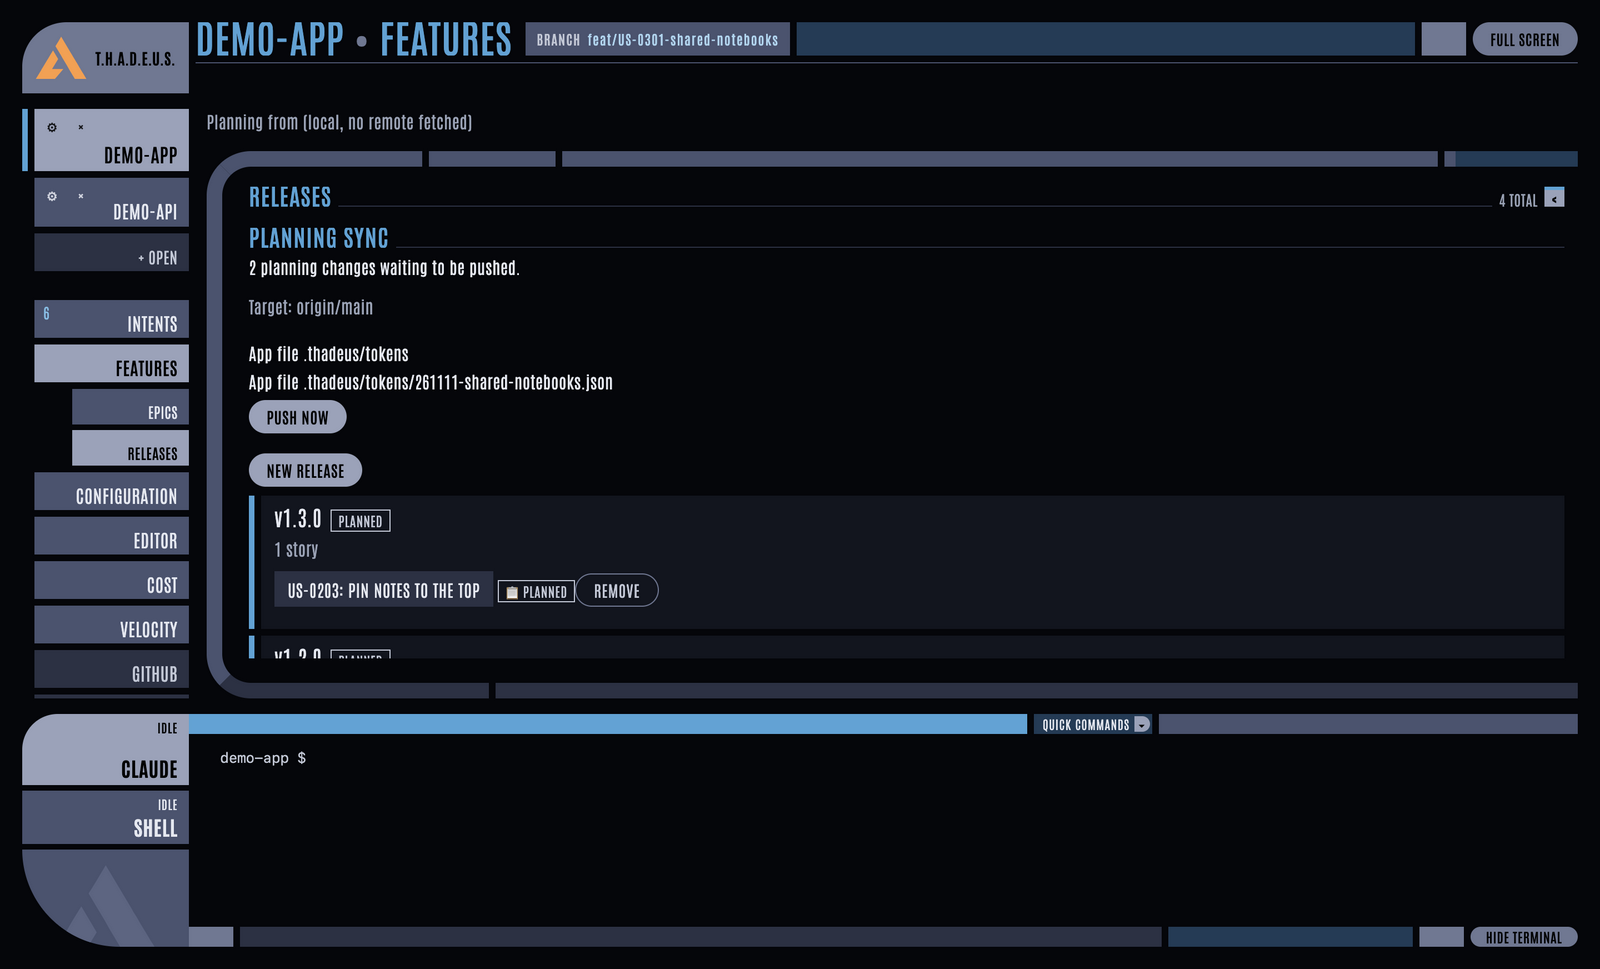 T.H.A.D.E.U.S.
DEMO-APP • FEATURES
BRANCH feat/US-0301-shared-notebooks
FULL SCREEN
DEMO-APP
DEMO-API
+ OPEN
6
INTENTS
FEATURES
EPICS
RELEASES
CONFIGURATION
EDITOR
COST
VELOCITY
GITHUB
Planning from (local, no remote fetched)
RELEASES
4 TOTAL <
PLANNING SYNC
2 planning changes waiting to be pushed.
Target: origin/main
App file .thadeus/tokens
App file .thadeus/tokens/261111-shared-notebooks.json
PUSH NOW
NEW RELEASE
v1.3.0 PLANNED
1 story
US-0203: PIN NOTES TO THE TOP 📋 PLANNED REMOVE
v1.2.0 PLANNED
IDLE
CLAUDE
IDLE
SHELL
QUICK COMMANDS
demo-app $
HIDE TERMINAL